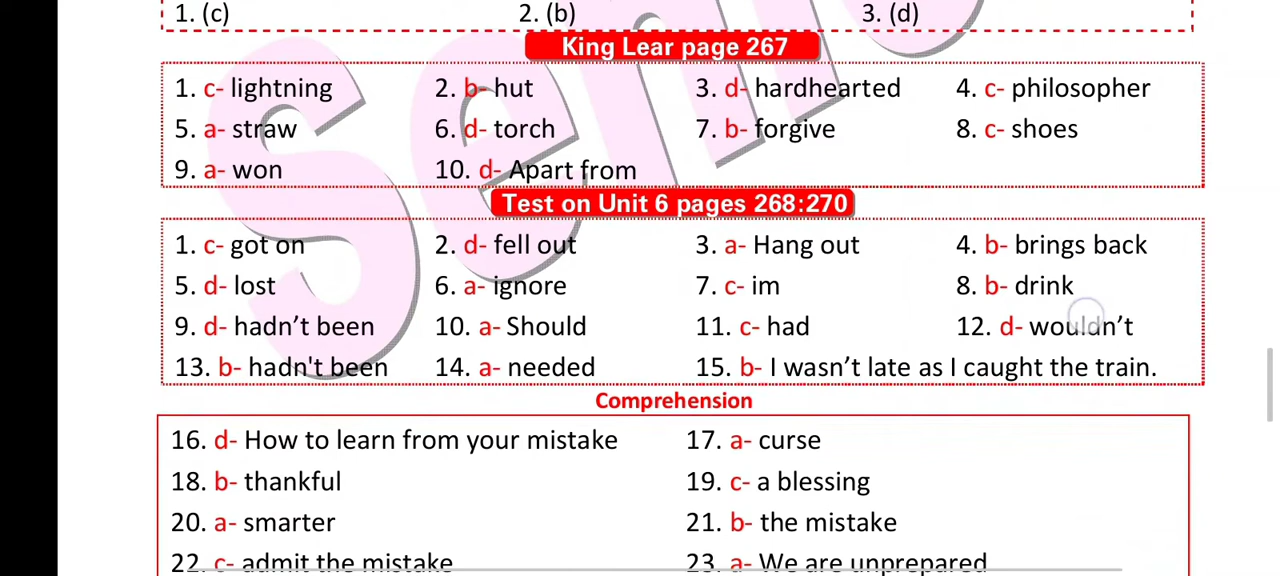 1. (c) 2. (b) 3. (d)
King Lear page 267
1. c- lightning 2. b- hut 3. d- hardhearted 4. c- philosopher
5. a- straw 6. d- torch 7. b- forgive 8. c- shoes
9. a- won 10. d- Apart from
Test on Unit 6 pages 268:270
1. c- got on 2. d- fell out 3. a- Hang out 4. b- brings back
5. d- lost 6. a- ignore 7. c- im 8. b- drink
9. d- hadn’t been 10. a- Should 11. c- had 12. d- wouldn’t
13. b- hadn't been 14. a- needed 15. b- I wasn’t late as I caught the train.
Comprehension
16. d- How to learn from your mistake 17. a- curse
18. b- thankful 19. c- a blessing
20. a- smarter 21. b- the mistake
22. c- admit the mistake 23. a- We are unprepared